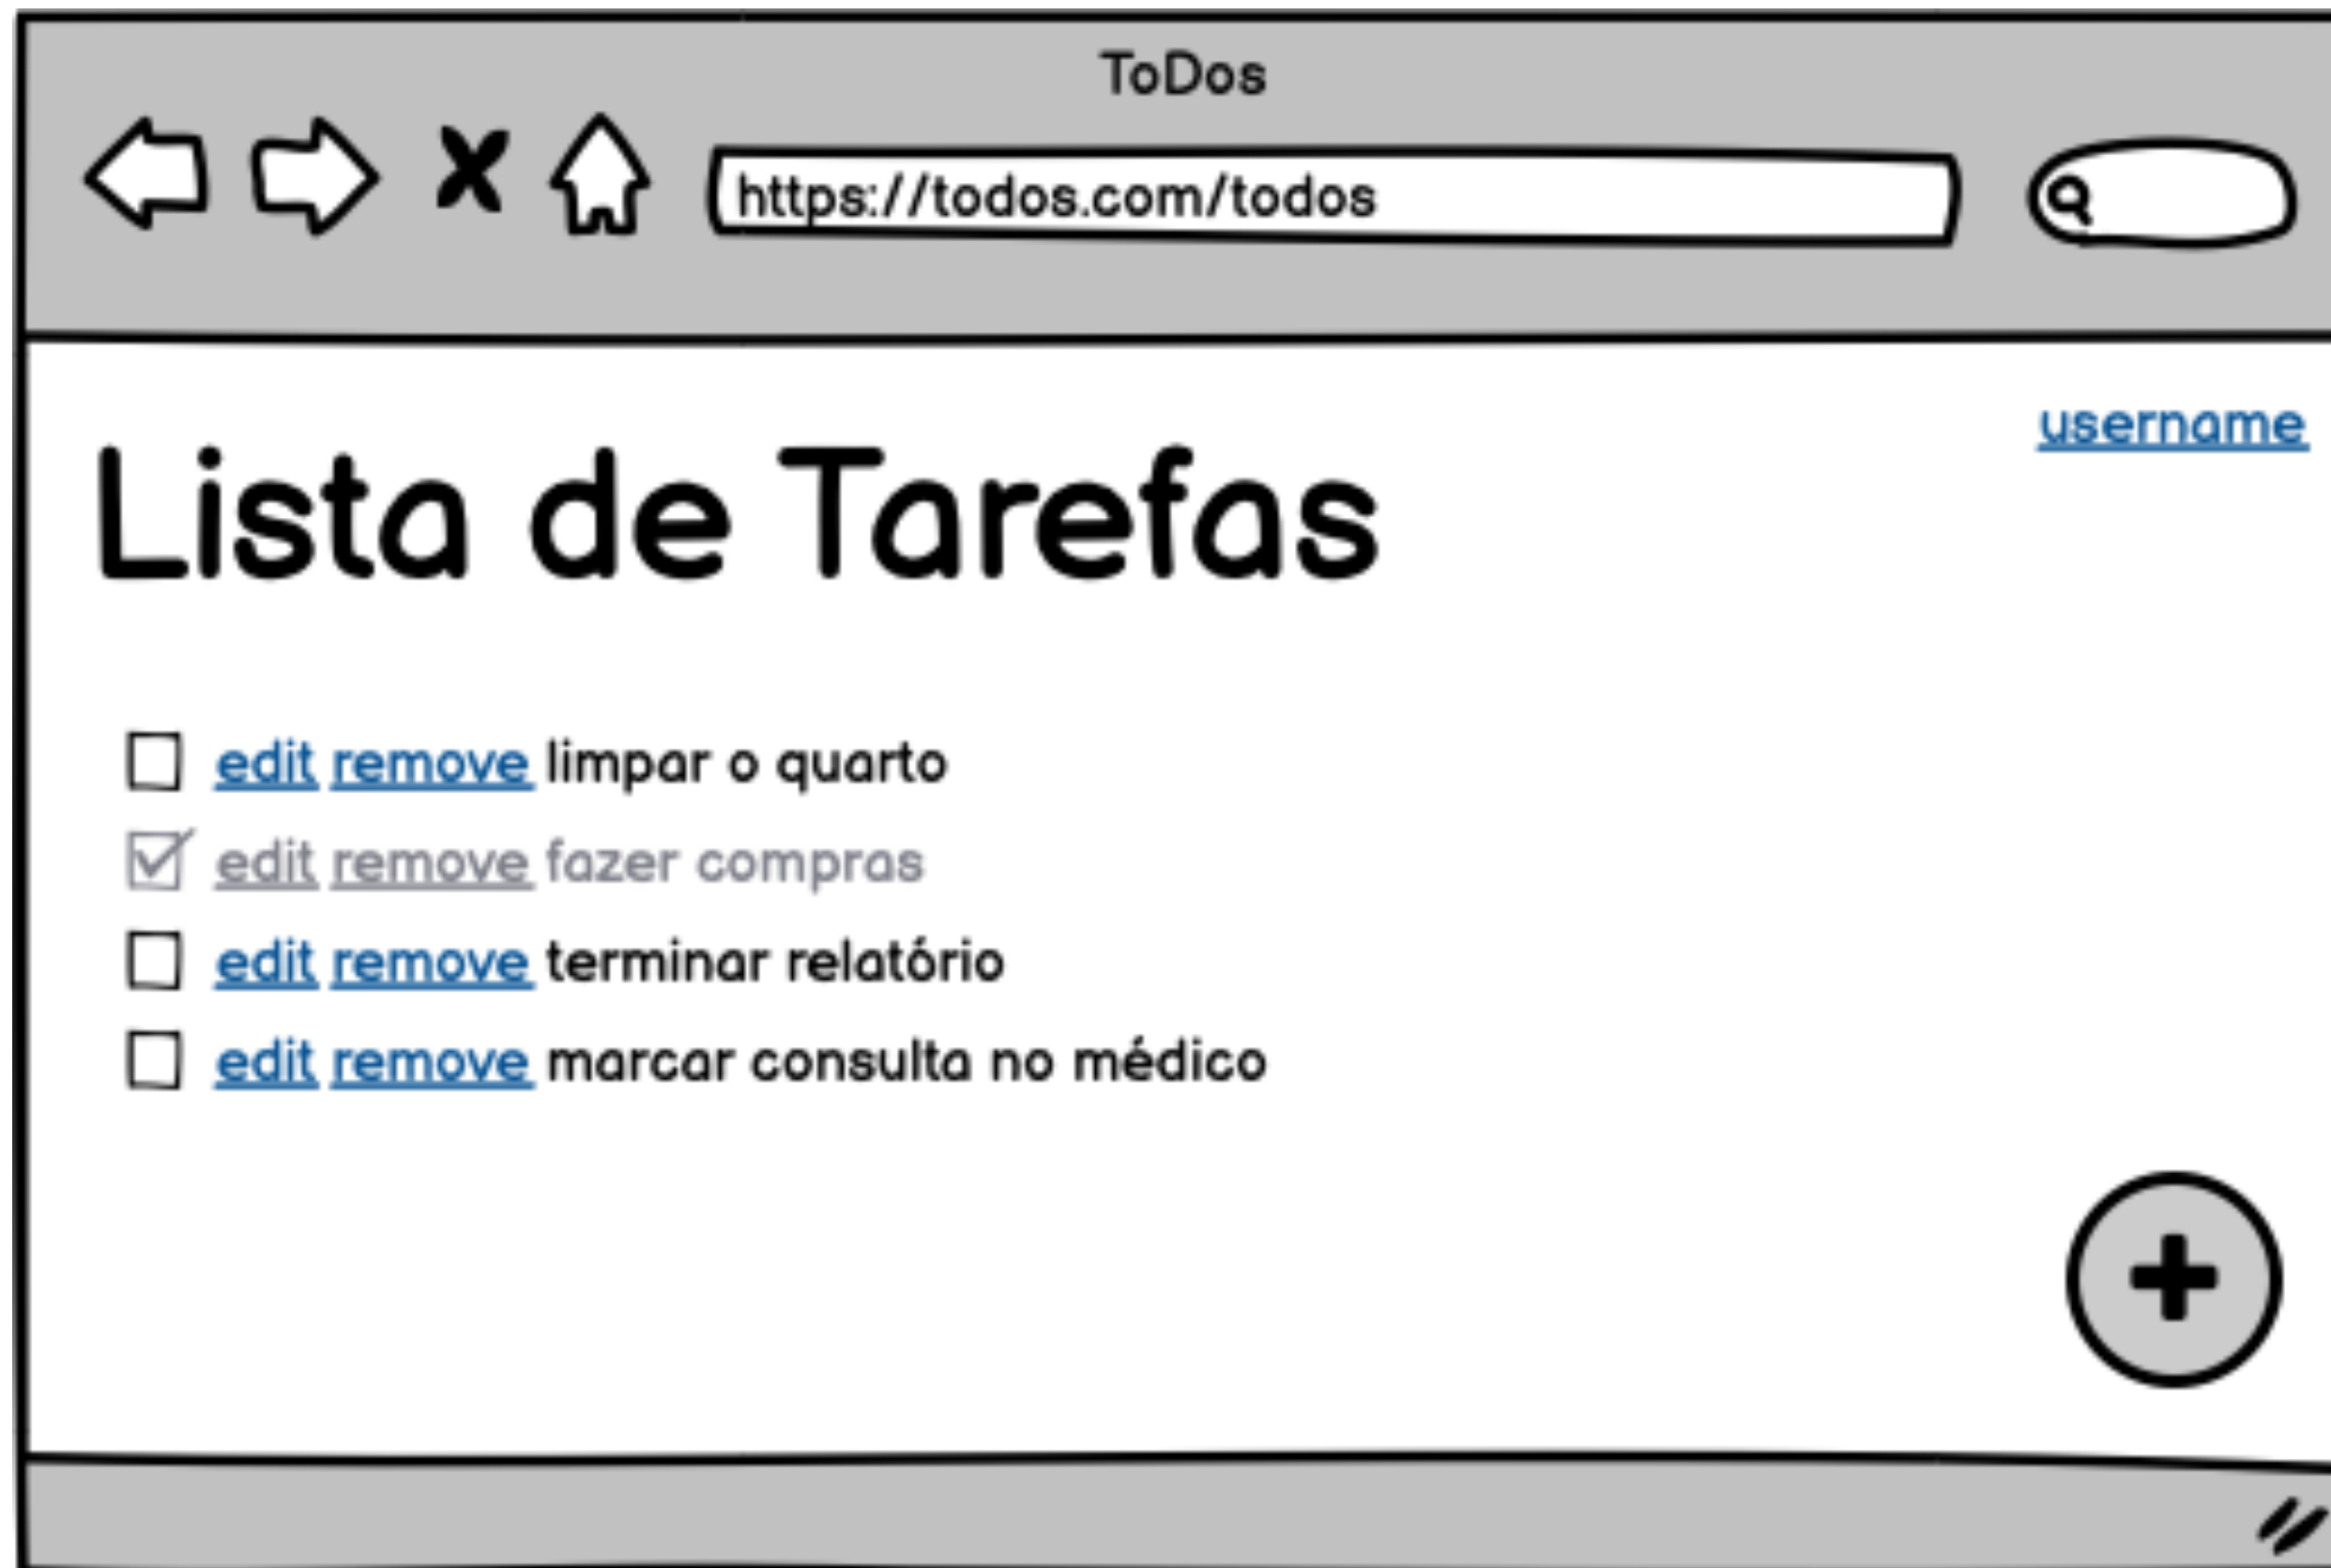 ToDos
https://todos.com/todos
username
Lista de Tarefas
edit remove limpar o quarto
edit remove fazer compras
edit remove terminar relatório
edit remove marcar consulta no médico